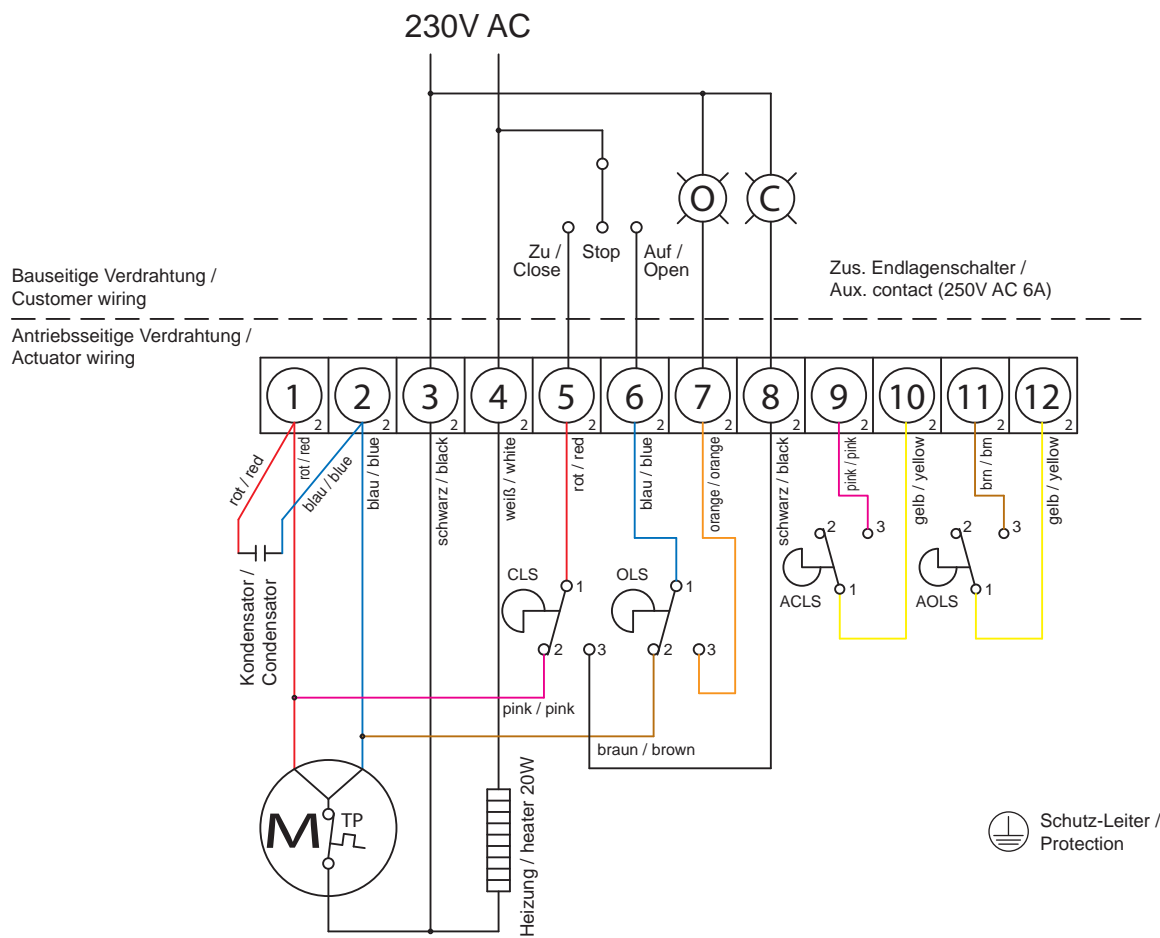 230V AC
O
C
Zu /
Close
Stop
Auf /
Open
Bauseitige Verdrahtung /
Customer wiring
Zus. Endlagenschalter /
Aux. contact (250V AC 6A)
Antriebsseitige Verdrahtung /
Actuator wiring
1 2 3 4 5 6 7 8 9 10 11 12
2 2 2 2 2 2 2 2 2 2 2 2
rot / red
rot / red
blau / blue
blau / blue
schwarz / black
weiß / white
rot / red
blau / blue
orange / orange
schwarz / black
pink / pink
gelb / yellow
brn / brn
gelb / yellow
Kondensator /
Condensator
CLS
1
2
3
OLS
1
2
3
ACLS
2
3
1
AOLS
2
3
1
pink / pink
braun / brown
M
TP
Heizung / heater 20W
Schutz-Leiter /
Protection